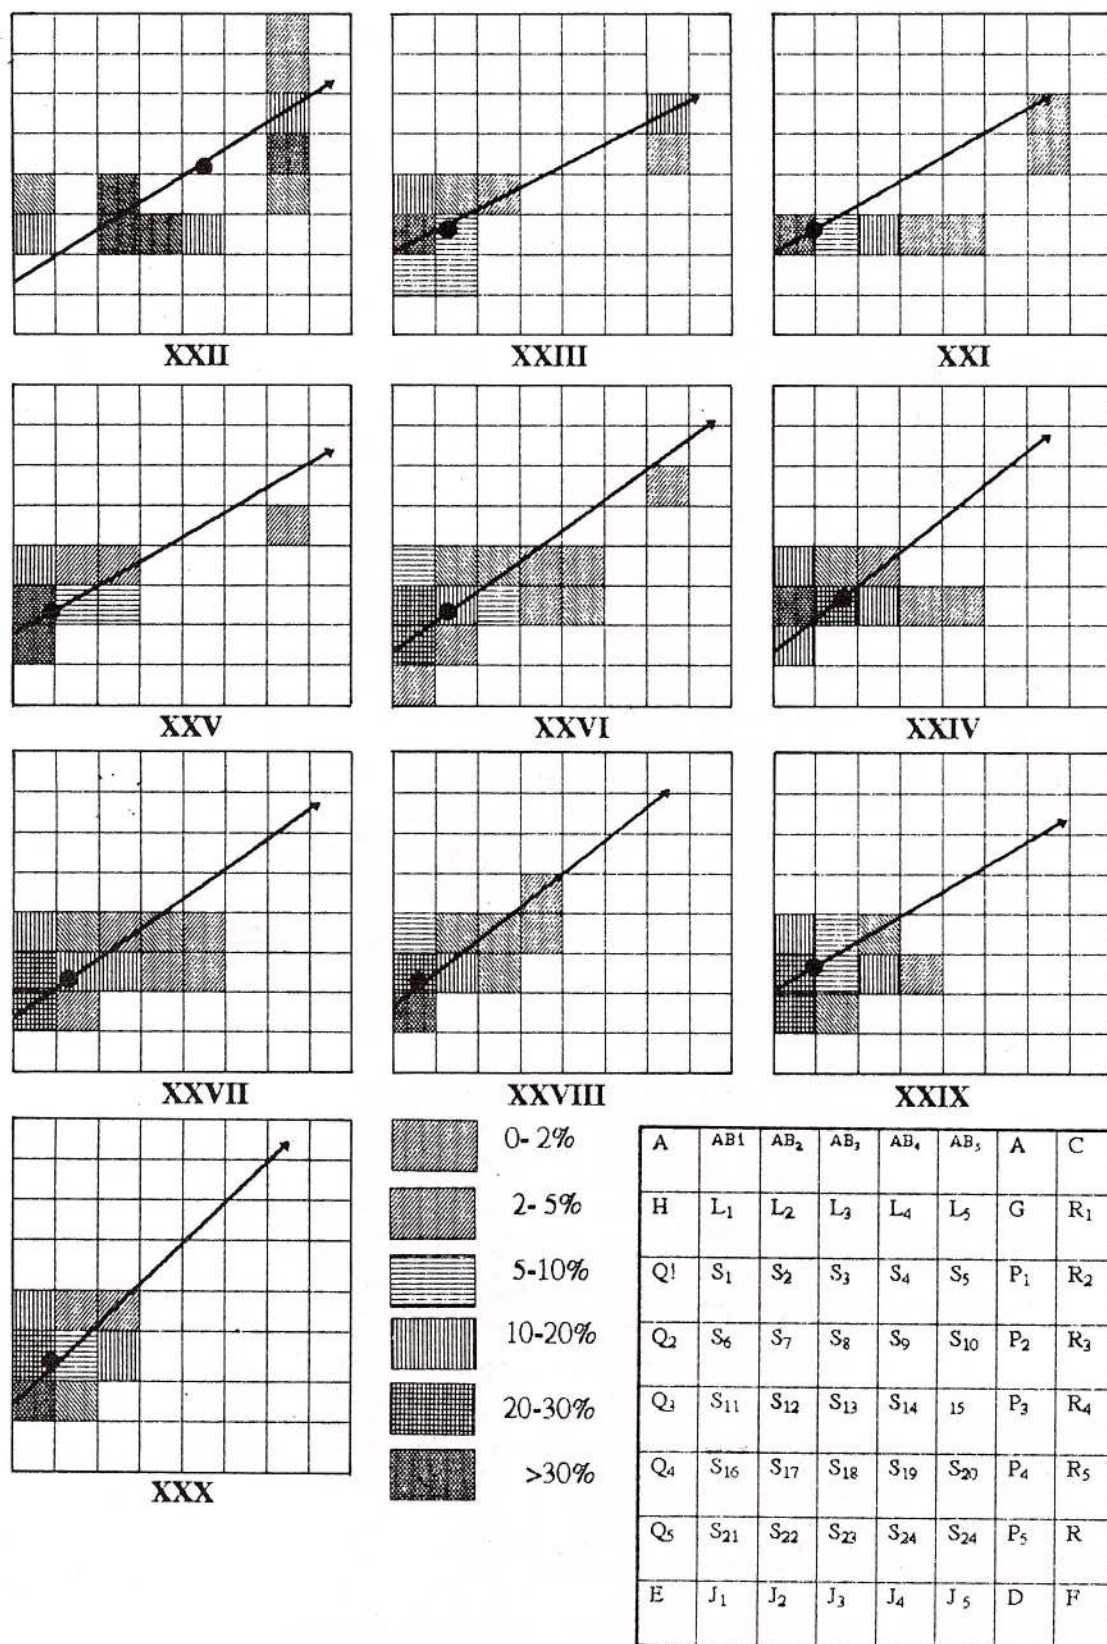 XXII XXIII XXI
XXV XXVI XXIV
XXVII XXVIII XXIX
XXX
0-2%
2-5%
5-10%
10-20%
20-30%
>30%
A AB1 AB₂ AB₃ AB₄ AB₅ A C
H L₁ L₂ L₃ L₄ L₅ G R₁
Q! S₁ S₂ S₃ S₄ S₅ P₁ R₂
Q₂ S₆ S₇ S₈ S₉ S₁₀ P₂ R₃
Q₃ S₁₁ S₁₂ S₁₃ S₁₄ 15 P₃ R₄
Q₄ S₁₆ S₁₇ S₁₈ S₁₉ S₂₀ P₄ R₅
Q₅ S₂₁ S₂₂ S₂₃ S₂₄ S₂₄ P₅ R
E J₁ J₂ J₃ J₄ J₅ D F